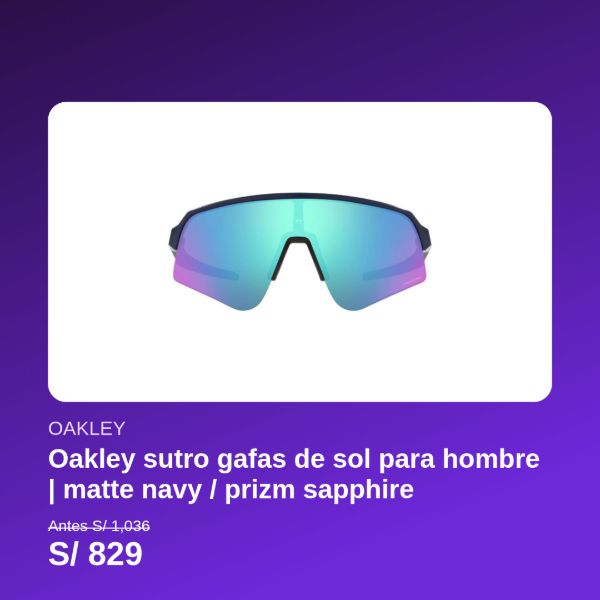 OAKLEY
Oakley sutro gafas de sol para hombre
| matte navy / prizm sapphire
Antes S/ 1,036
S/ 829